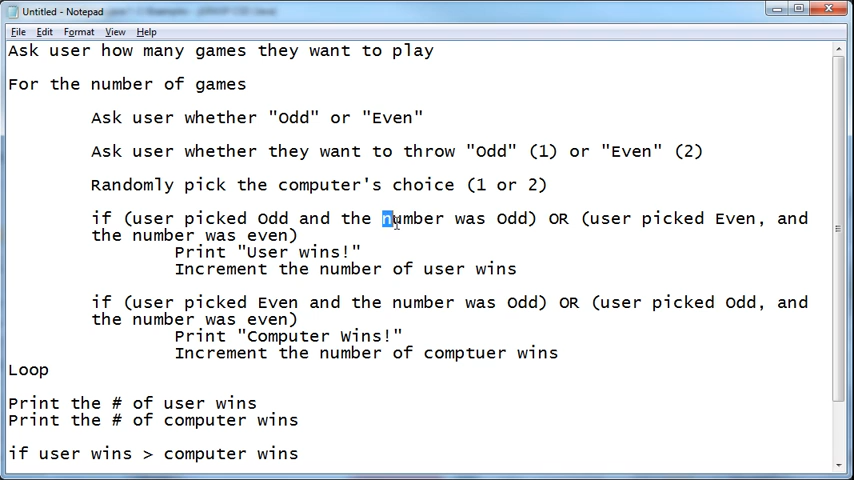 Untitled - Notepad
File Edit Format View Help
Ask user how many games they want to play
For the number of games
Ask user whether "Odd" or "Even"
Ask user whether they want to throw "Odd" (1) or "Even" (2)
Randomly pick the computer's choice (1 or 2)
if (user picked Odd and the number was Odd) OR (user picked Even, and
the number was even)
Print "User wins!"
Increment the number of user wins
if (user picked Even and the number was Odd) OR (user picked Odd, and
the number was even)
Print "Computer Wins!"
Increment the number of comptuer wins
Loop
Print the # of user wins
Print the # of computer wins
if user wins > computer wins